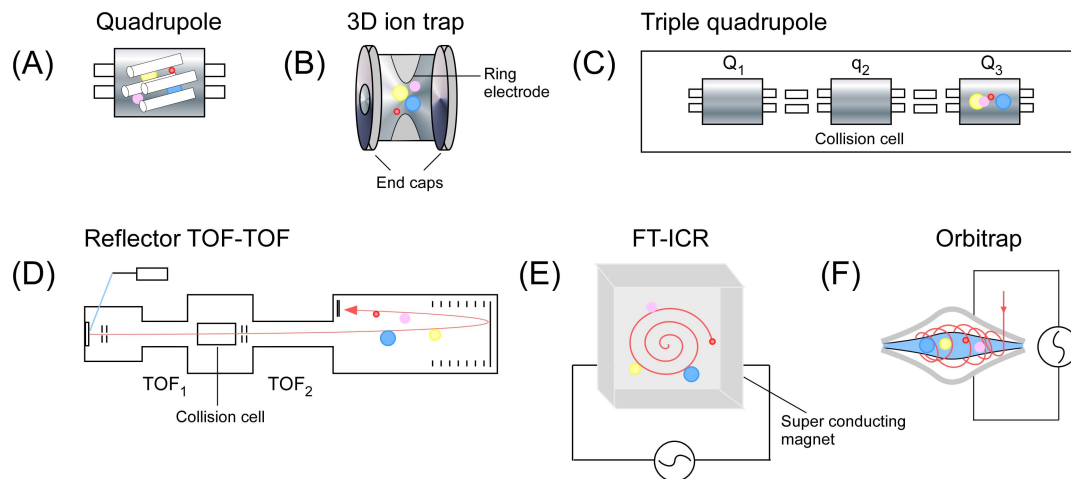 Quadrupole
(A)
3D ion trap
(B)
Ring
electrode
End caps
Triple quadrupole
(C)
Q1
q2
Q3
Collision cell
Reflector TOF-TOF
(D)
TOF1
TOF2
Collision cell
FT-ICR
(E)
Super conducting
magnet
Orbitrap
(F)